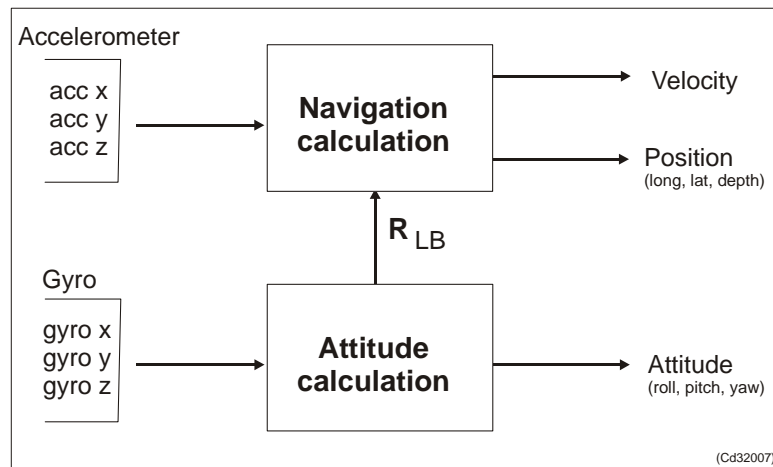 Accelerometer
acc x
acc y
acc z
Navigation
calculation
Velocity
Position
(long, lat, depth)
R LB
Gyro
gyro x
gyro y
gyro z
Attitude
calculation
Attitude
(roll, pitch, yaw)
(Cd32007)